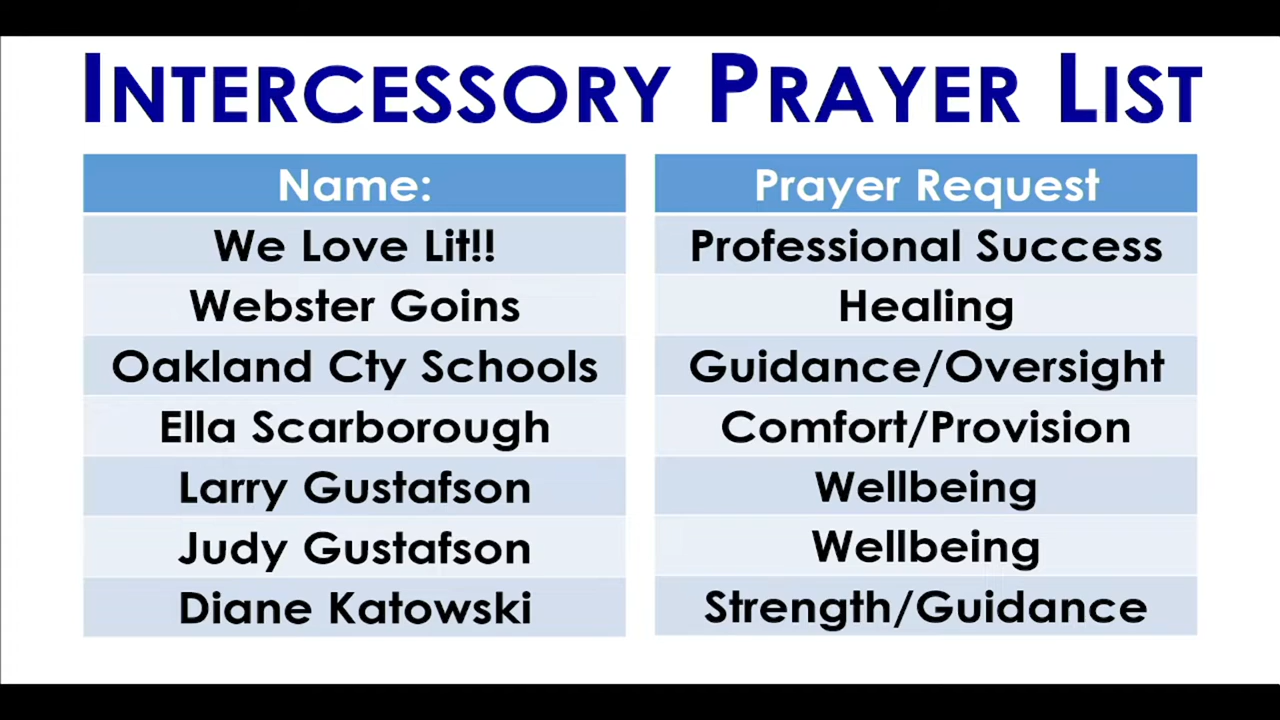 INTERCESSORY PRAYER LIST
Name: Prayer Request
We Love Lit!! Professional Success
Webster Goins Healing
Oakland Cty Schools Guidance/Oversight
Ella Scarborough Comfort/Provision
Larry Gustafson Wellbeing
Judy Gustafson Wellbeing
Diane Katowski Strength/Guidance